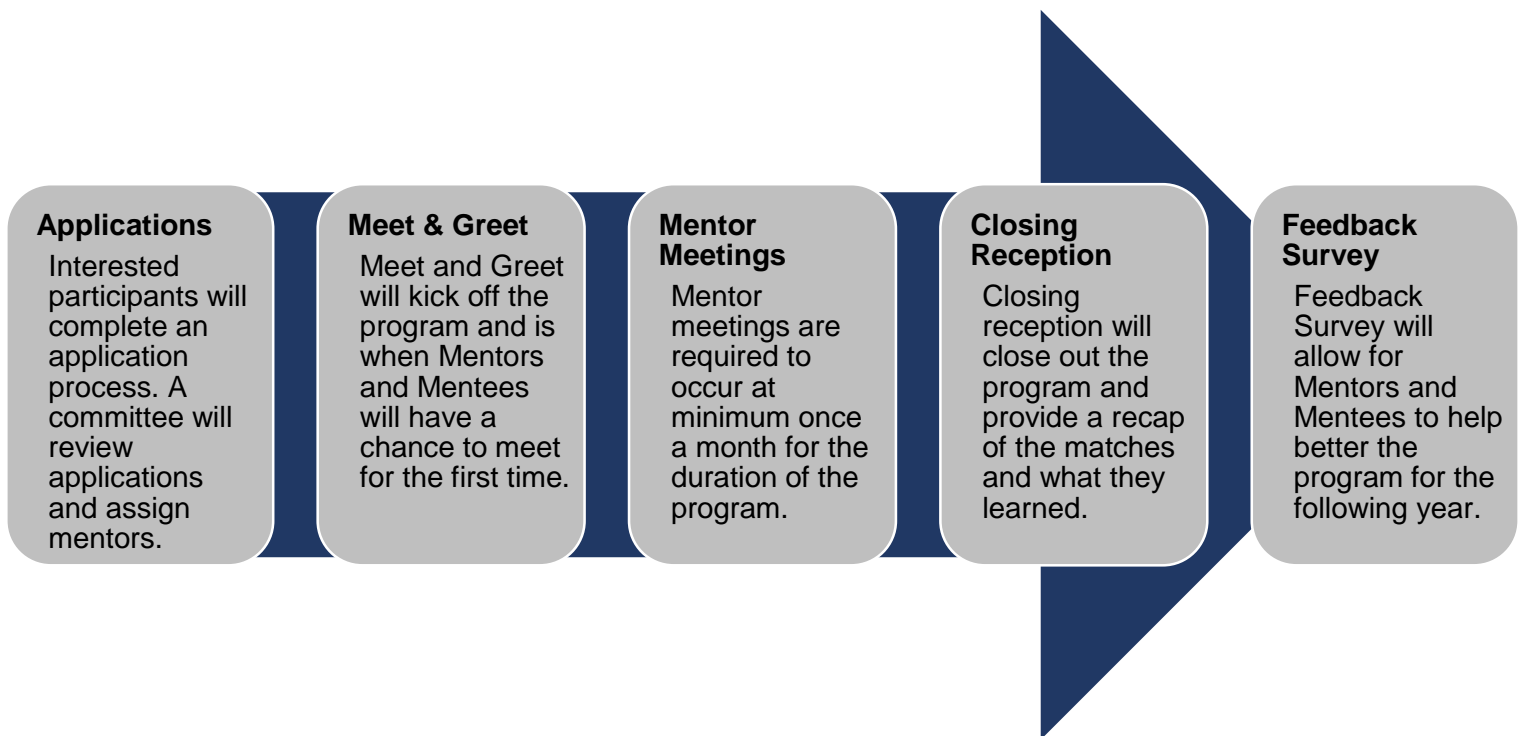 Applications
Interested
participants will
complete an
application
process. A
committee will
review
applications
and assign
mentors.
Meet & Greet
Meet and Greet
will kick off the
program and is
when Mentors
and Mentees
will have a
chance to meet
for the first time.
Mentor
Meetings
Mentor
meetings are
required to
occur at
minimum once
a month for the
duration of the
program.
Closing
Reception
Closing
reception will
close out the
program and
provide a recap
of the matches
and what they
learned.
Feedback
Survey
Feedback
Survey will
allow for
Mentors and
Mentees to help
better the
program for the
following year.